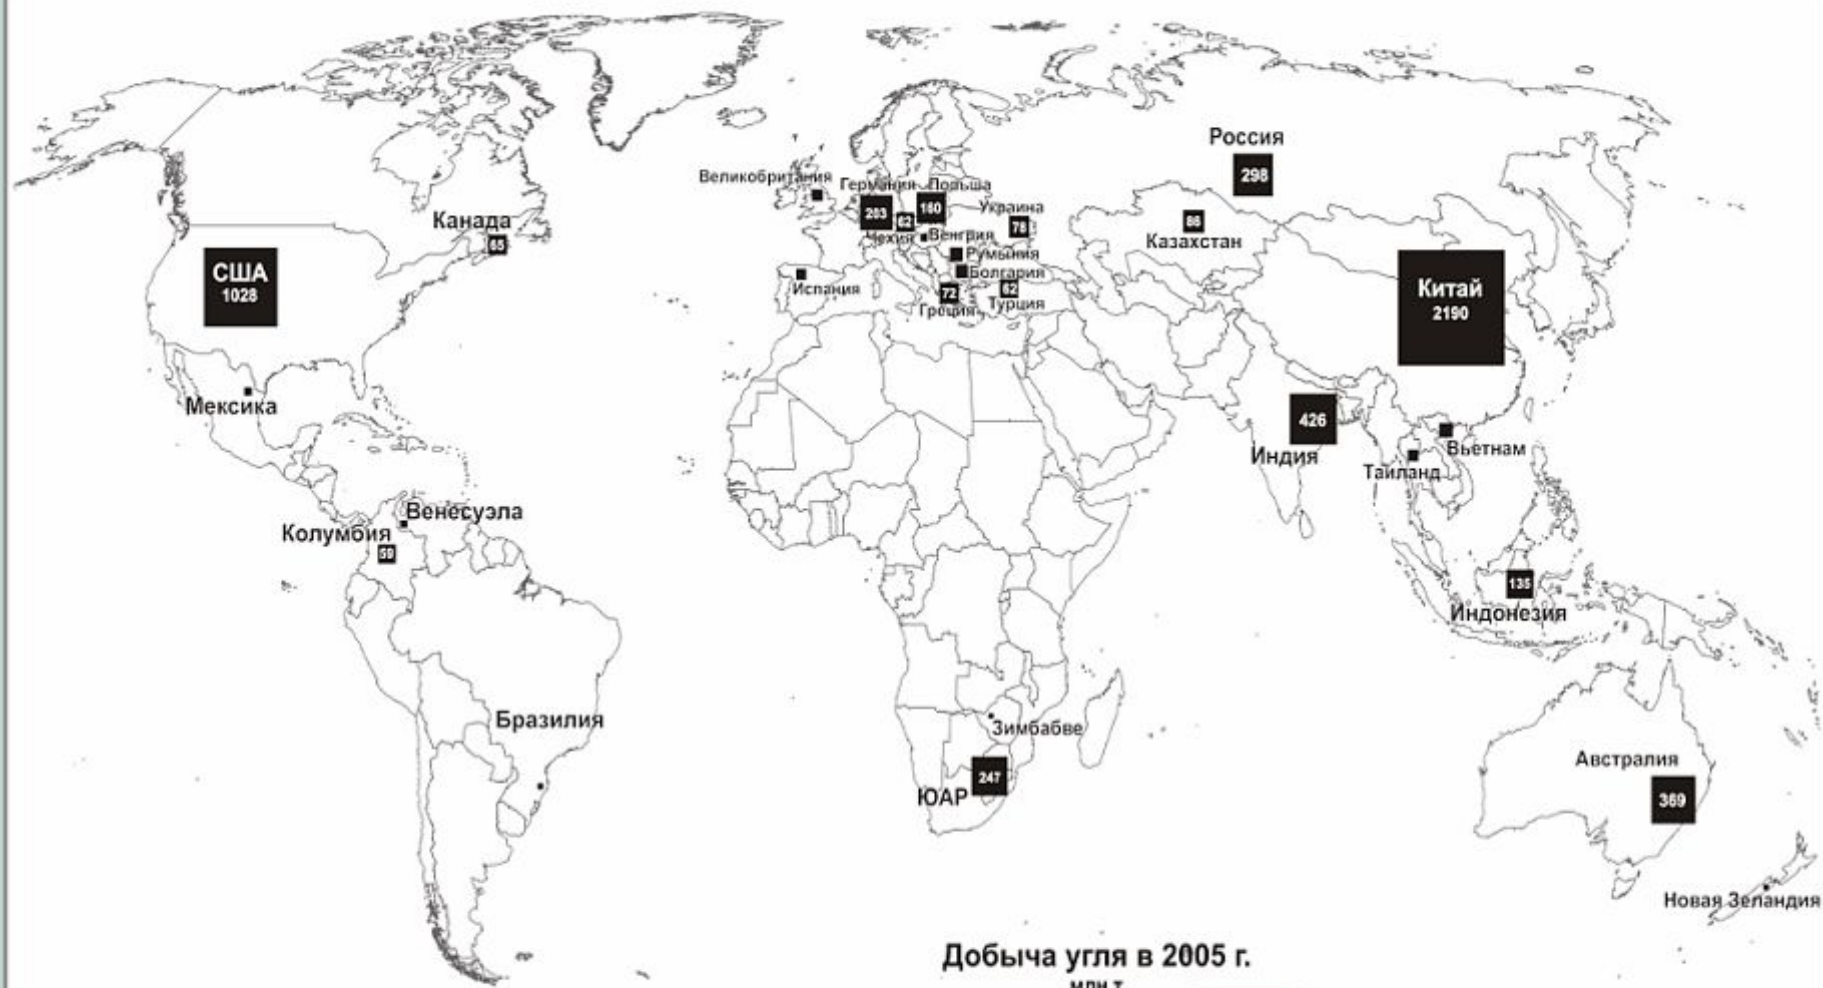 Россия
298
Великобритания
Германия
Польша
203
62
160
Украина
78
Чехия
Венгрия
Румыния
Болгария
Испания
72
Греция
62
Турция
Казахстан
Канада
65
США
1028
Китай
2190
Мексика
426
Индия
Вьетнам
Таиланд
Венесуэла
Колумбия
59
135
Индонезия
Бразилия
Зимбабве
247
ЮАР
Австралия
369
Новая Зеландия
Добыча угля в 2005 г.
млн т